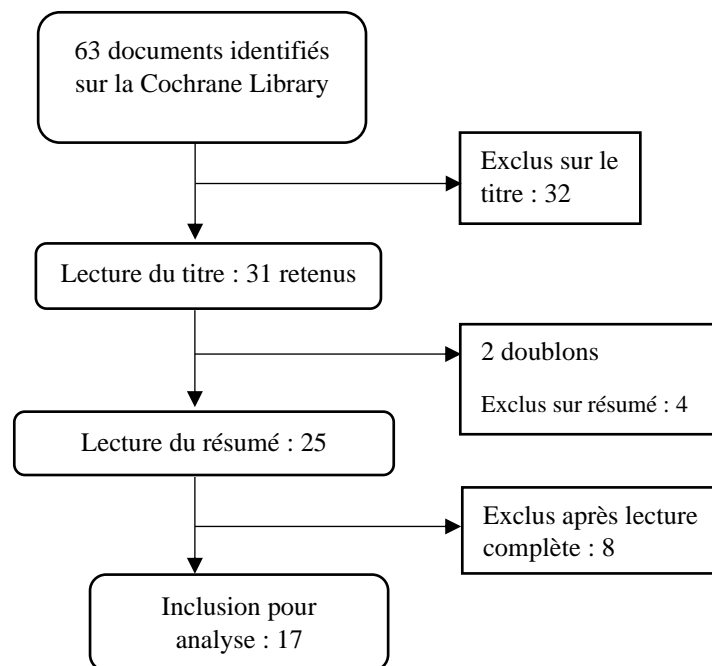 63 documents identifiés
sur la Cochrane Library
Exclus sur le
titre : 32
Lecture du titre : 31 retenus
2 doublons
Exclus sur résumé : 4
Lecture du résumé : 25
Exclus après lecture
complète : 8
Inclusion pour
analyse : 17